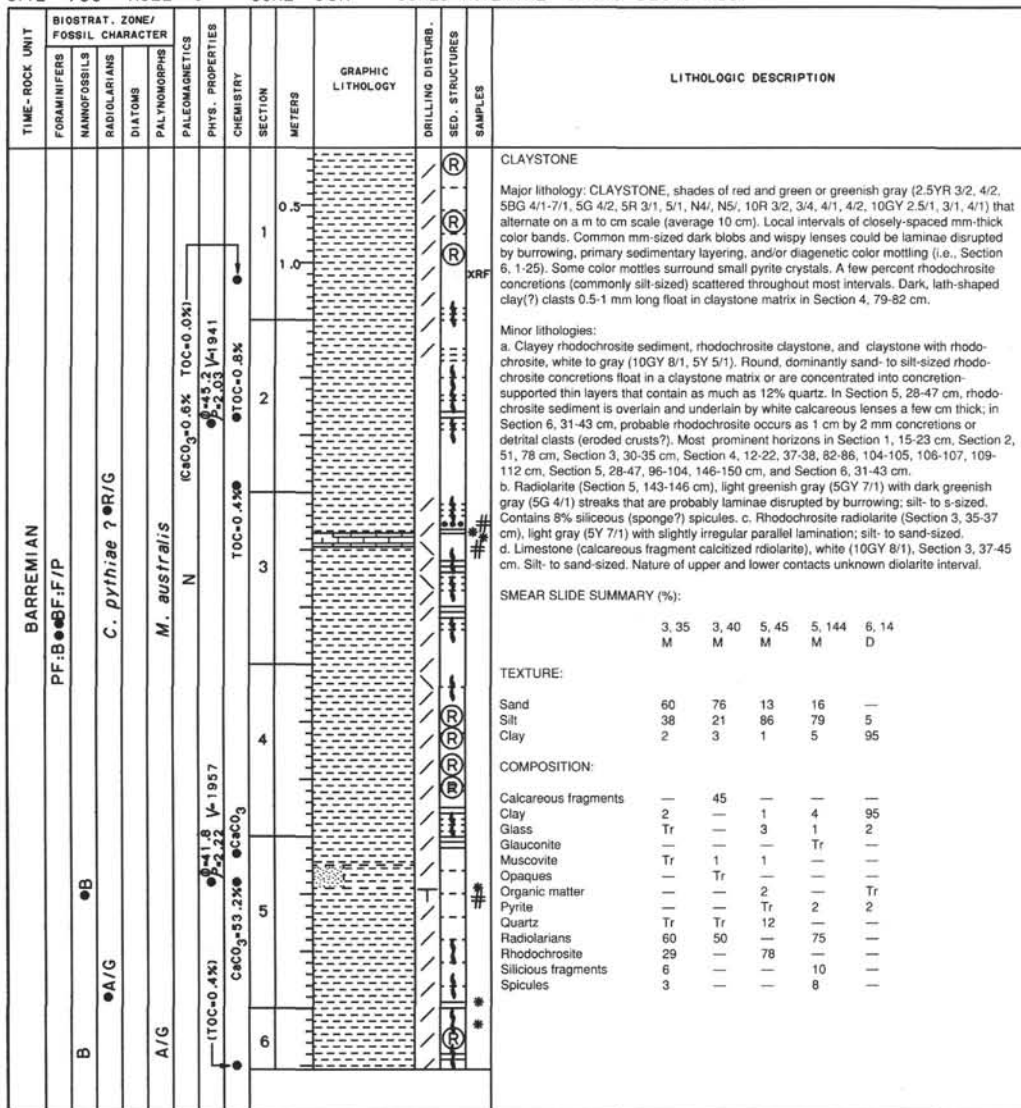 TIME-ROCK UNIT
BIOSTRAT. ZONE/
FOSSIL CHARACTER
FORAMINIFERS
NANNOFOSSILS
RADIOLARIANS
DIATOMS
PALYNOMORPHS
PALEOMAGNETICS
PHYS. PROPERTIES
CHEMISTRY
SECTION
METERS
GRAPHIC
LITHOLOGY
DRILLING DISTURB.
SED. STRUCTURES
SAMPLES
LITHOLOGIC DESCRIPTION
BARREMIAN
PF:B●●BF:F/P
●B
B
C. pythiae ? ●R/G
●A/G
M. australis
A/G
N
●Φ=45.2 V=1941
P=2.03
●Φ=41.8 V=1957
P=2.22
(CaCO3=0.6% TOC=0.0%)
●TOC=0.8%
TOC=0.4%●
●CaCO3
CaCO3=53.2%●
(TOC=0.4%)
1
2
3
4
5
6
0.5
1.0
R
R
R
XRF
*
#
*
#
R
R
R
R
*
#
*
*
R
CLAYSTONE
Major lithology: CLAYSTONE, shades of red and green or greenish gray (2.5YR 3/2, 4/2,
5BG 4/1-7/1, 5G 4/2, 5R 3/1, 5/1, N4/, N5/, 10R 3/2, 3/4, 4/1, 4/2, 10GY 2.5/1, 3/1, 4/1) that
alternate on a m to cm scale (average 10 cm). Local intervals of closely-spaced mm-thick
color bands. Common mm-sized dark blobs and wispy lenses could be laminae disrupted
by burrowing, primary sedimentary layering, and/or diagenetic color mottling (i.e., Section
6, 1-25). Some color mottles surround small pyrite crystals. A few percent rhodochrosite
concretions (commonly silt-sized) scattered throughout most intervals. Dark, lath-shaped
clay(?) clasts 0.5-1 mm long float in claystone matrix in Section 4, 79-82 cm.
Minor lithologies:
a. Clayey rhodochrosite sediment, rhodochrosite claystone, and claystone with rhodo-
chrosite, white to gray (10GY 8/1, 5Y 5/1). Round, dominantly sand- to silt-sized rhodo-
chrosite concretions float in a claystone matrix or are concentrated into concretion-
supported thin layers that contain as much as 12% quartz. In Section 5, 28-47 cm, rhodo-
chrosite sediment is overlain and underlain by white calcareous lenses a few cm thick; in
Section 6, 31-43 cm, probable rhodochrosite occurs as 1 cm by 2 mm concretions or
detrital clasts (eroded crusts?). Most prominent horizons in Section 1, 15-23 cm, Section 2,
51, 78 cm, Section 3, 30-35 cm, Section 4, 12-22, 37-38, 82-86, 104-105, 106-107, 109-
112 cm, Section 5, 28-47, 96-104, 146-150 cm, and Section 6, 31-43 cm.
b. Radiolarite (Section 5, 143-146 cm), light greenish gray (5GY 7/1) with dark greenish
gray (5G 4/1) streaks that are probably laminae disrupted by burrowing; silt- to s-sized.
Contains 8% siliceous (sponge?) spicules. c. Rhodochrosite radiolarite (Section 3, 35-37
cm), light gray (5Y 7/1) with slightly irregular parallel lamination; silt- to sand-sized.
d. Limestone (calcareous fragment calcitized rdiolarite), white (10GY 8/1), Section 3, 37-45
cm. Silt- to sand-sized. Nature of upper and lower contacts unknown diolarite interval.
SMEAR SLIDE SUMMARY (%):
3, 35 3, 40 5, 45 5, 144 6, 14
M M M M D
TEXTURE:
Sand 60 76 13 16 —
Silt 38 21 86 79 5
Clay 2 3 1 5 95
COMPOSITION:
Calcareous fragments — 45 — — —
Clay 2 — 1 4 95
Glass Tr — 3 1 2
Glauconite — — — Tr —
Muscovite Tr 1 1 — —
Opaques — Tr — — —
Organic matter — — 2 — Tr
Pyrite — — Tr 2 2
Quartz Tr Tr 12 — —
Radiolarians 60 50 — 75 —
Rhodochrosite 29 — 78 — —
Silicious fragments 6 — — 10 —
Spicules 3 — — 8 —